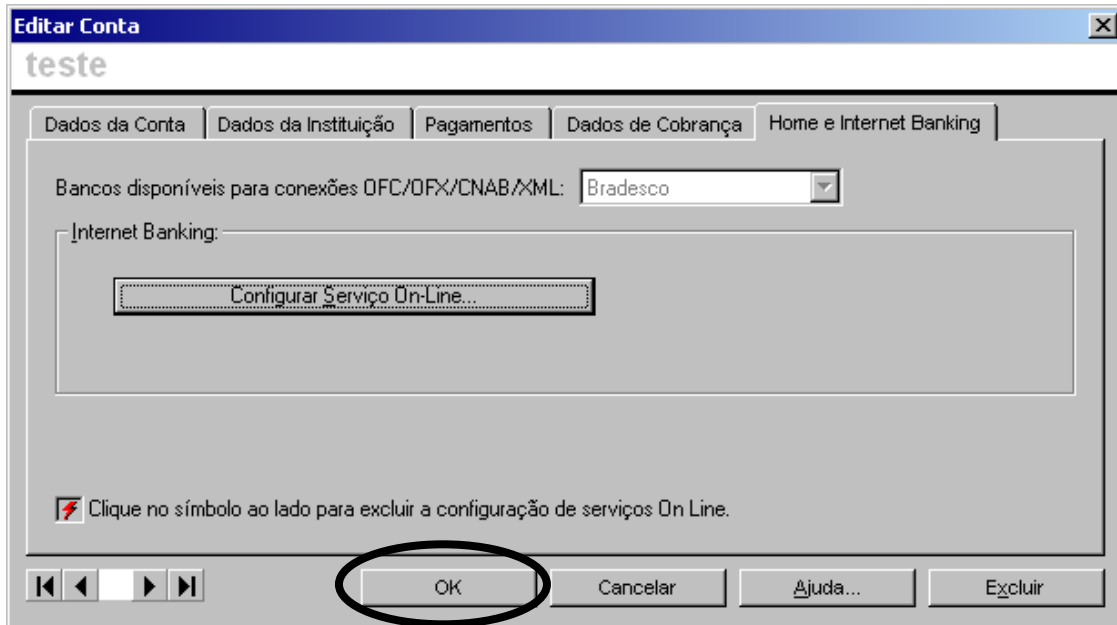 Editar Conta
teste
Dados da Conta Dados da Instituição Pagamentos Dados de Cobrança Home e Internet Banking
Bancos disponíveis para conexões OFC/OFX/CNAB/XML: Bradesco
Internet Banking:
Configurar Serviço On-Line...
Clique no símbolo ao lado para excluir a configuração de serviços On Line.
OK Cancelar Ajuda... Excluir